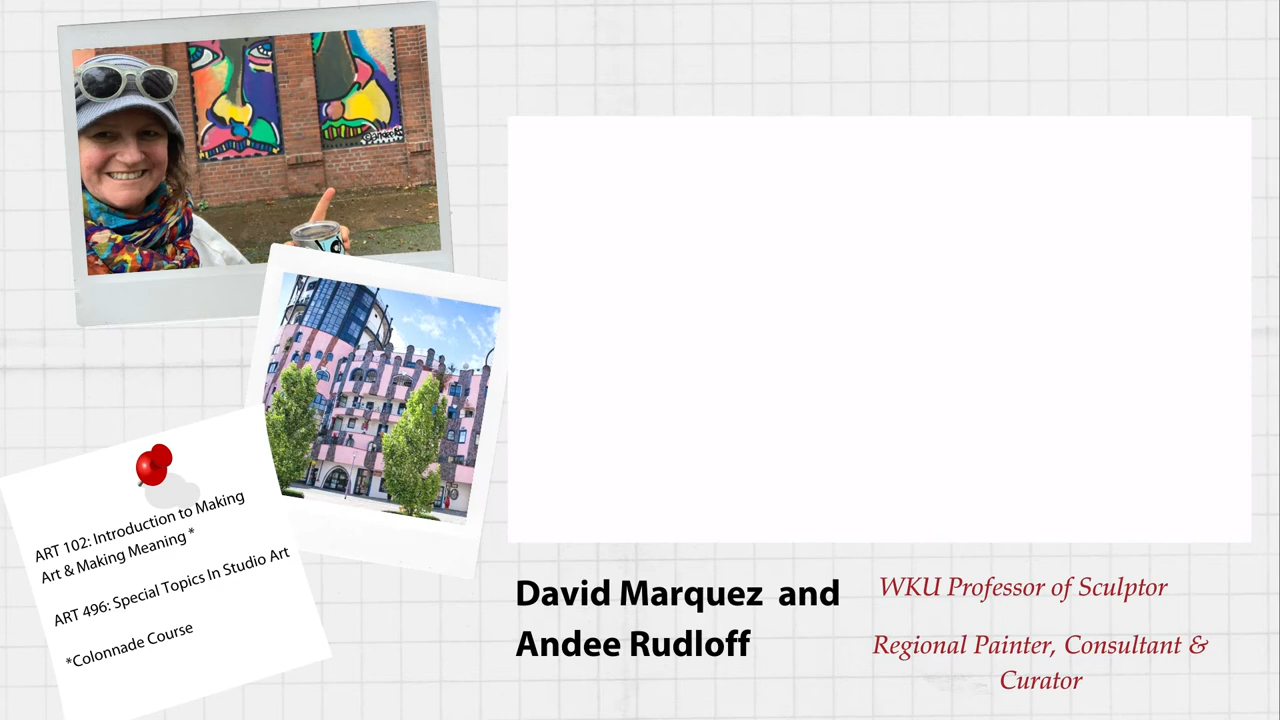 ART 102: Introduction to Making
Art & Making Meaning *
ART 496: Special Topics In Studio Art
*Colonnade Course
David Marquez and
Andee Rudloff
WKU Professor of Sculptor
Regional Painter, Consultant &
Curator